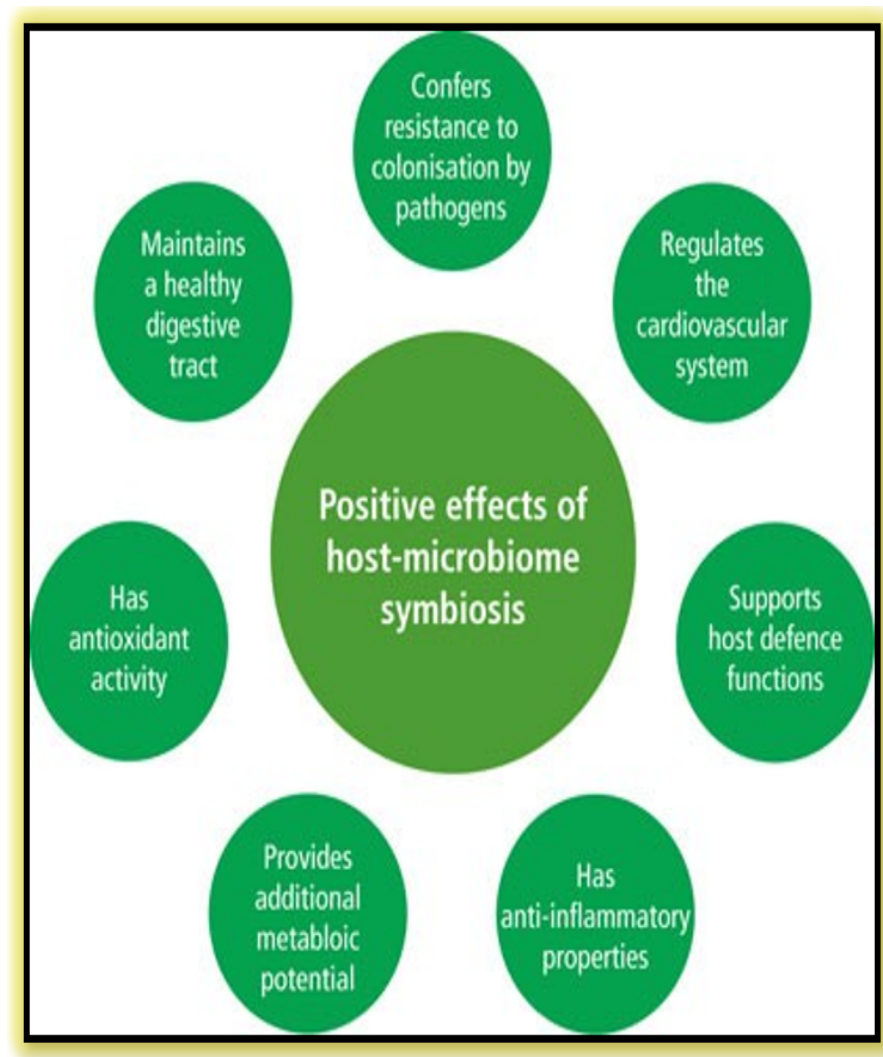 Confers
resistance to
colonisation by
pathogens
Regulates
the
cardiovascular
system
Supports
host defence
functions
Has
anti-inflammatory
properties
Provides
additional
metabloic
potential
Has
antioxidant
activity
Maintains
a healthy
digestive
tract
Positive effects of
host-microbiome
symbiosis